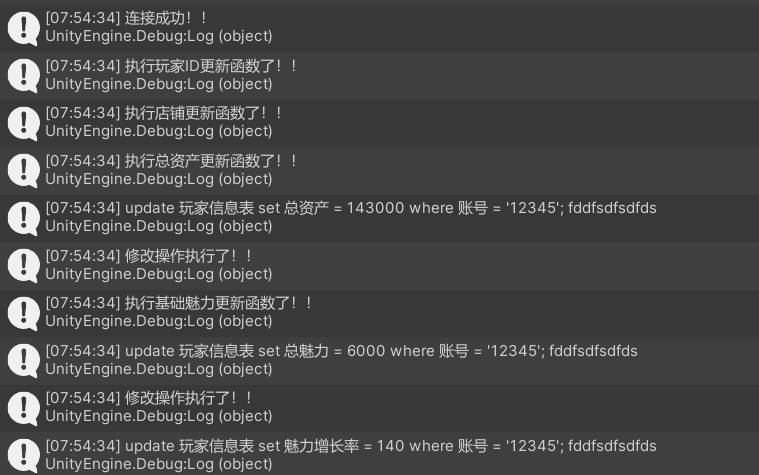 [07:54:34] 连接成功！！
UnityEngine.Debug:Log (object)
[07:54:34] 执行玩家ID更新函数了！！
UnityEngine.Debug:Log (object)
[07:54:34] 执行店铺更新函数了！！
UnityEngine.Debug:Log (object)
[07:54:34] 执行总资产更新函数了！！
UnityEngine.Debug:Log (object)
[07:54:34] update 玩家信息表 set 总资产 = 143000 where 账号 = '12345'; fddfsdfsdfds
UnityEngine.Debug:Log (object)
[07:54:34] 修改操作执行了！！
UnityEngine.Debug:Log (object)
[07:54:34] 执行基础魅力更新函数了！！
UnityEngine.Debug:Log (object)
[07:54:34] update 玩家信息表 set 总魅力 = 6000 where 账号 = '12345'; fddfsdfsdfds
UnityEngine.Debug:Log (object)
[07:54:34] 修改操作执行了！！
UnityEngine.Debug:Log (object)
[07:54:34] update 玩家信息表 set 魅力增长率 = 140 where 账号 = '12345'; fddfsdfsdfds
UnityEngine.Debug:Log (object)